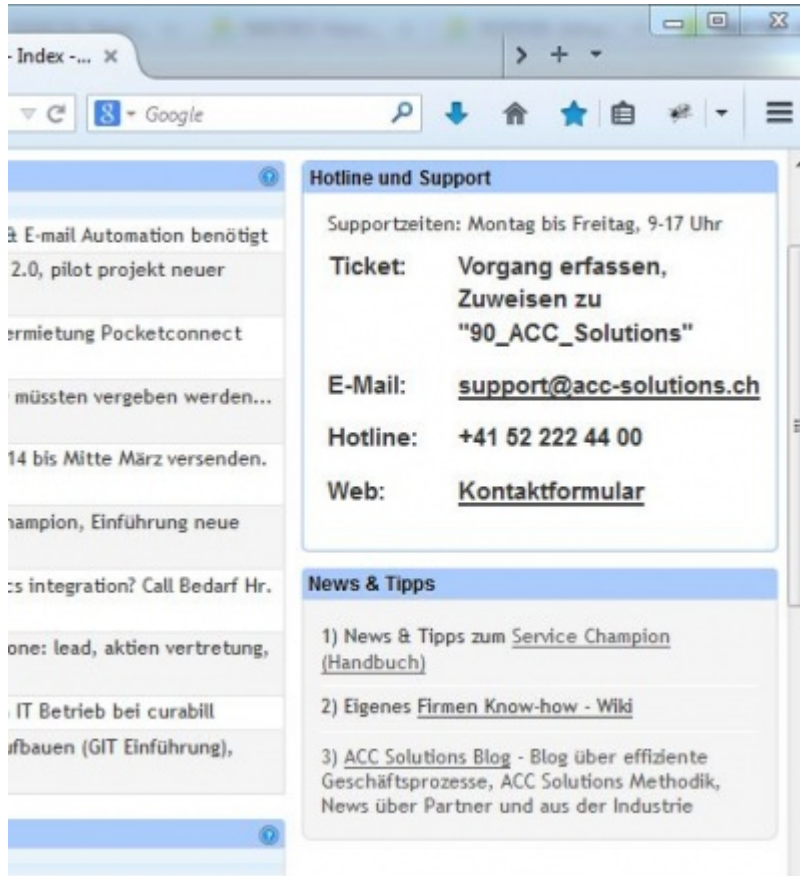 - Index -...
8
Google
Hotline und Support
& E-mail Automation benötigt
2.0, pilot projekt neuer
ermietung Pocketconnect
müssten vergeben werden...
14 bis Mitte März versenden.
hampion, Einführung neue
cs integration? Call Bedarf Hr.
one: lead, aktien vertretung,
IT Betrieb bei curabill
ufbauen (GIT Einführung),
Supportzeiten: Montag bis Freitag, 9-17 Uhr
Ticket: Vorgang erfassen,
Zuweisen zu
"90_ACC_Solutions"
E-Mail: support@acc-solutions.ch
Hotline: +41 52 222 44 00
Web: Kontaktformular
News & Tipps
1) News & Tipps zum Service Champion
(Handbuch)
2) Eigenes Firmen Know-how - Wiki
3) ACC Solutions Blog - Blog über effiziente
Geschäftsprozesse, ACC Solutions Methodik,
News über Partner und aus der Industrie